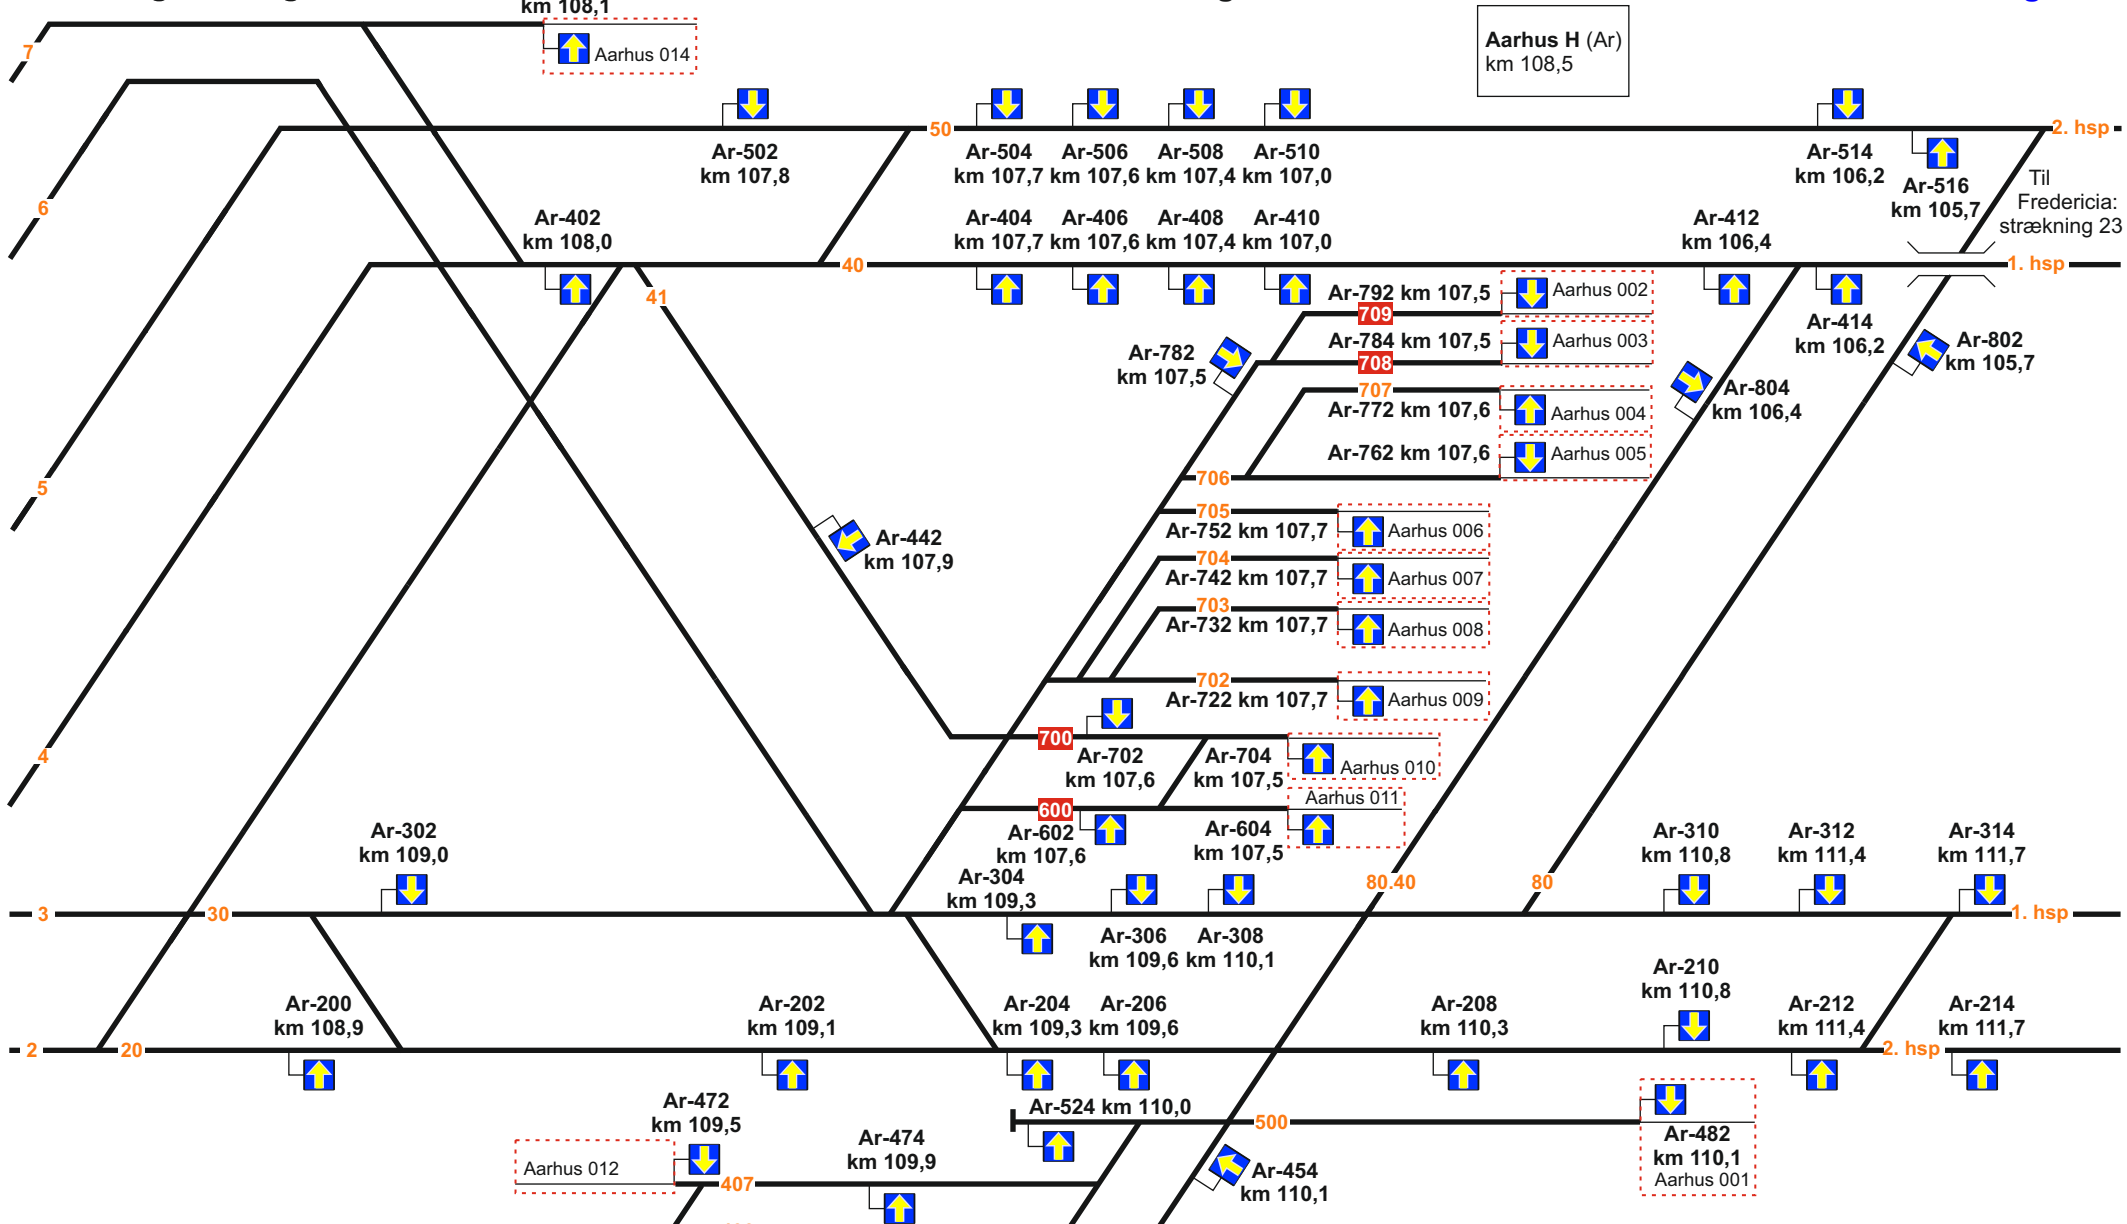 km 108,1
7
Aarhus 014
Aarhus H (Ar)
km 108,5
50
2. hsp
Ar-502
km 107,8
Ar-504
km 107,7
Ar-506
km 107,6
Ar-508
km 107,4
Ar-510
km 107,0
Ar-514
km 106,2
Ar-516
km 105,7
Til
Fredericia:
strækning 23
6
Ar-402
km 108,0
Ar-404
km 107,7
Ar-406
km 107,6
Ar-408
km 107,4
Ar-410
km 107,0
Ar-412
km 106,4
40
1. hsp
41
Ar-792 km 107,5
Aarhus 002
709
Ar-784 km 107,5
Aarhus 003
708
Ar-782
km 107,5
Ar-414
km 106,2
Ar-802
km 105,7
707
Ar-772 km 107,6
Aarhus 004
Ar-804
km 106,4
Ar-762 km 107,6
Aarhus 005
706
5
705
Ar-752 km 107,7
Aarhus 006
Ar-442
km 107,9
704
Ar-742 km 107,7
Aarhus 007
703
Ar-732 km 107,7
Aarhus 008
702
Ar-722 km 107,7
Aarhus 009
4
700
Ar-702
km 107,6
Ar-704
km 107,5
Aarhus 010
Aarhus 011
600
Ar-602
km 107,6
Ar-604
km 107,5
Ar-302
km 109,0
Ar-304
km 109,3
80.40
80
Ar-310
km 110,8
Ar-312
km 111,4
Ar-314
km 111,7
3
30
1. hsp
Ar-306
km 109,6
Ar-308
km 110,1
Ar-200
km 108,9
Ar-202
km 109,1
Ar-204
km 109,3
Ar-206
km 109,6
Ar-208
km 110,3
Ar-210
km 110,8
Ar-212
km 111,4
Ar-214
km 111,7
2
20
2. hsp
Ar-472
km 109,5
Ar-524 km 110,0
500
Ar-474
km 109,9
Ar-482
km 110,1
Aarhus 001
Aarhus 012
407
Ar-454
km 110,1